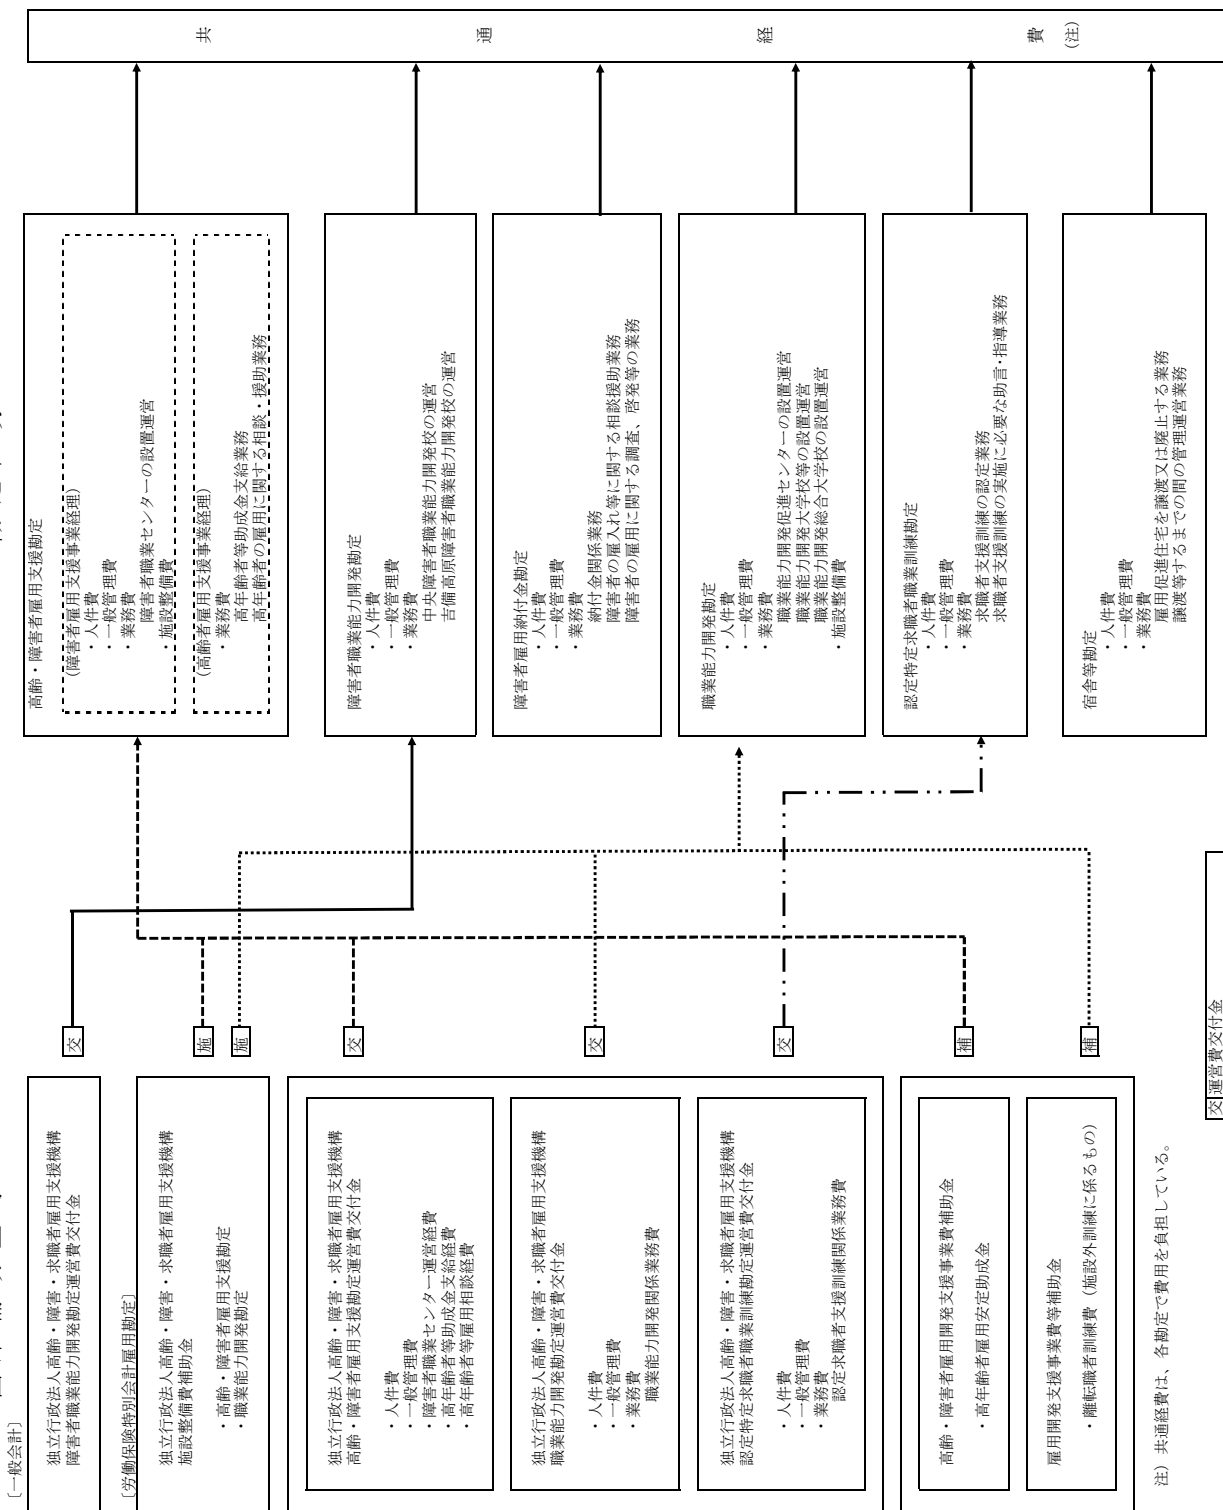 〔一般会計〕
独立行政法人高齢・障害・求職者雇用支援機構
障害者職業能力開発勘定運営費交付金
〔労働保険特別会計雇用勘定〕
独立行政法人高齢・障害・求職者雇用支援機構
施設整備費補助金
・高齢・障害者雇用支援勘定
・職業能力開発勘定
独立行政法人高齢・障害・求職者雇用支援機構
高齢・障害者雇用支援勘定運営費交付金
・人件費
・一般管理費
・障害者職業センター運営経費
・高年齢者等助成金支給経費
・高年齢者等雇用相談経費
独立行政法人高齢・障害・求職者雇用支援機構
職業能力開発勘定運営費交付金
・人件費
・一般管理費
・業務費
職業能力開発関係業務費
独立行政法人高齢・障害・求職者雇用支援機構
認定特定求職者職業訓練勘定運営費交付金
・人件費
・一般管理費
・業務費
認定求職者支援訓練関係業務費
高齢・障害者雇用開発支援事業費補助金
・高年齢者雇用安定助成金
雇用開発支援事業費等補助金
・離転職者訓練費（施設外訓練に係るもの）
注）共通経費は、各勘定で費用を負担している。
交
施
施
交
交
交
補
補
交 運営費交付金
高齢・障害者雇用支援勘定
(障害者雇用支援事業経理)
・人件費
・一般管理費
・業務費
障害者職業センターの設置運営
・施設整備費
(高齢者雇用支援事業経理)
・業務費
高年齢者等助成金支給業務
高年齢者の雇用に関する相談・援助業務
障害者職業能力開発勘定
・人件費
・一般管理費
・業務費
中央障害者職業能力開発校の運営
吉備高原障害者職業能力開発校の運営
障害者雇用納付金勘定
・人件費
・一般管理費
・業務費
納付金関係業務
障害者の雇入れ等に関する相談援助業務
障害者の雇用に関する調査、啓発等の業務
職業能力開発勘定
・人件費
・一般管理費
・業務費
職業能力開発促進センターの設置運営
職業能力開発大学校等の設置運営
職業能力開発総合大学校の設置運営
・施設整備費
認定特定求職者職業訓練勘定
・人件費
・一般管理費
・業務費
求職者支援訓練の認定業務
求職者支援訓練の実施に必要な助言・指導業務
宿舎等勘定
・人件費
・一般管理費
・業務費
雇用促進住宅を譲渡又は廃止する業務
譲渡等するまでの間の管理運営業務
共通経費(注)